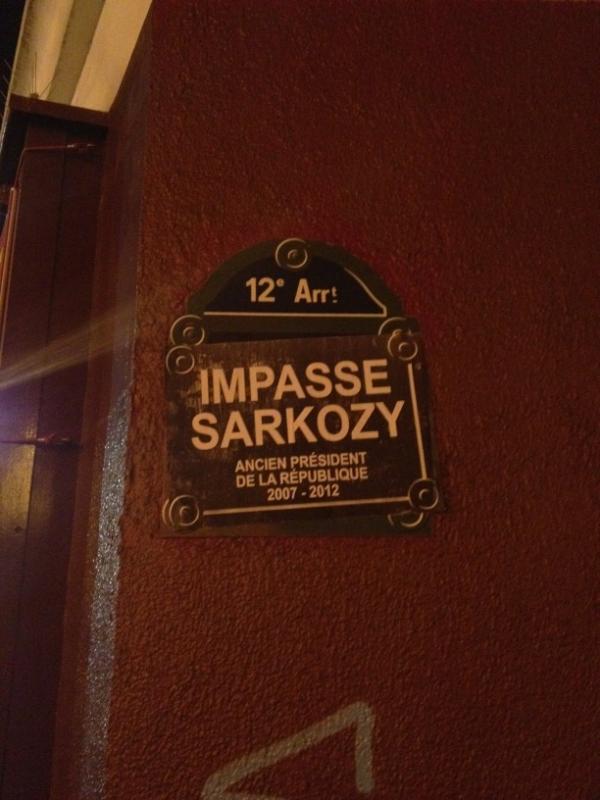 12e Arrt.
IMPASSE
SARKOZY
ANCIEN PRÉSIDENT
DE LA RÉPUBLIQUE
2007 - 2012